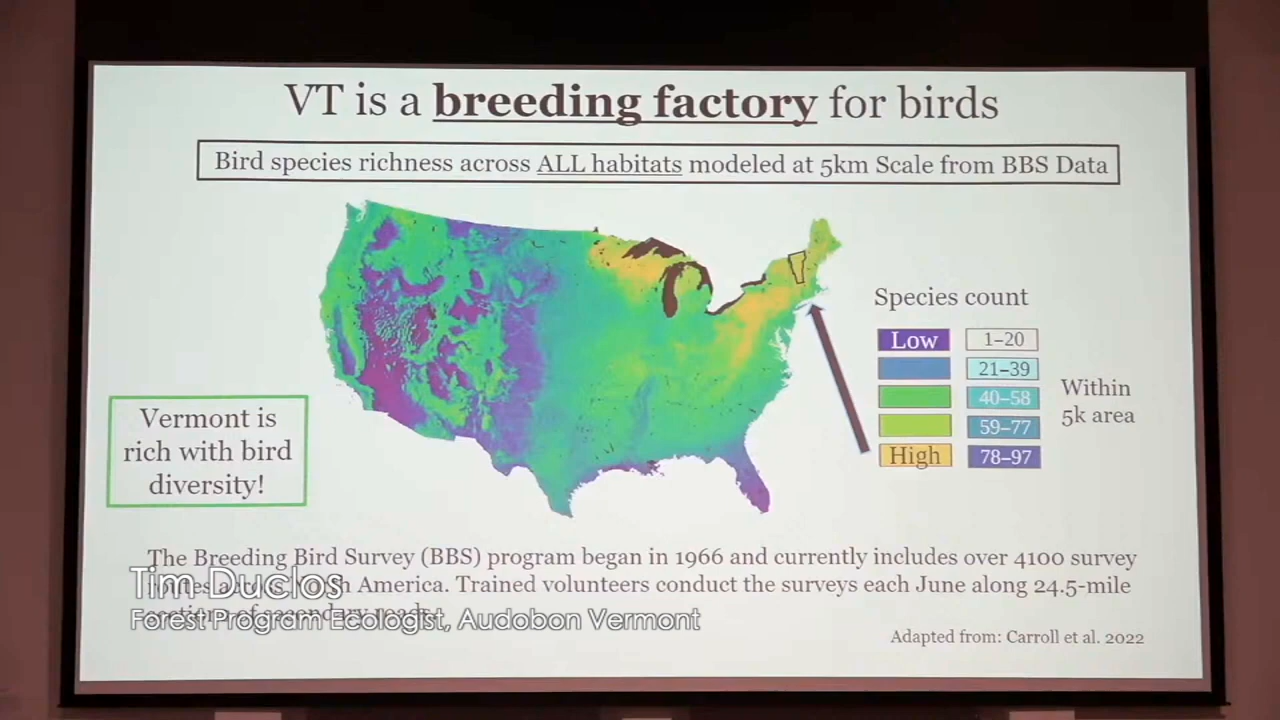 VT is a breeding factory for birds
Bird species richness across ALL habitats modeled at 5km Scale from BBS Data
Species count
Low 1–20
21–39
40–58
59–77
High 78–97
Within
5k area
Vermont is
rich with bird
diversity!
The Breeding Bird Survey (BBS) program began in 1966 and currently includes over 4100 survey
America. Trained volunteers conduct the surveys each June along 24.5-mile
of secondary
Tim Duclos
Forest Program Ecologist, Audobon Vermont
Adapted from: Carroll et al. 2022